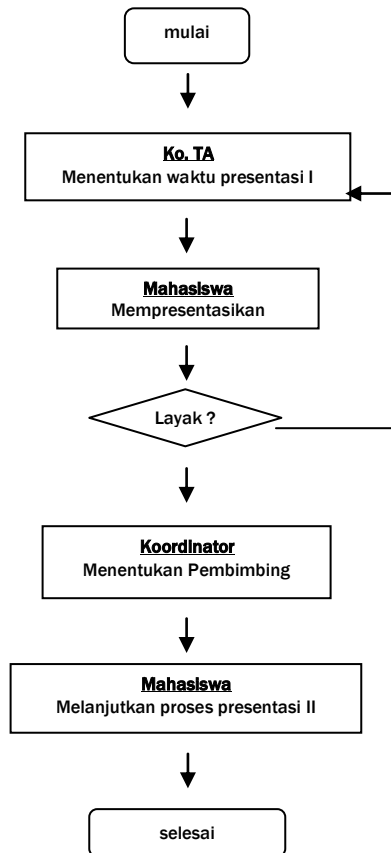 mulai
Ko. TA
Menentukan waktu presentasi I
Mahasiswa
Mempresentasikan
Layak ?
Koordinator
Menentukan Pembimbing
Mahasiswa
Melanjutkan proses presentasi II
selesai